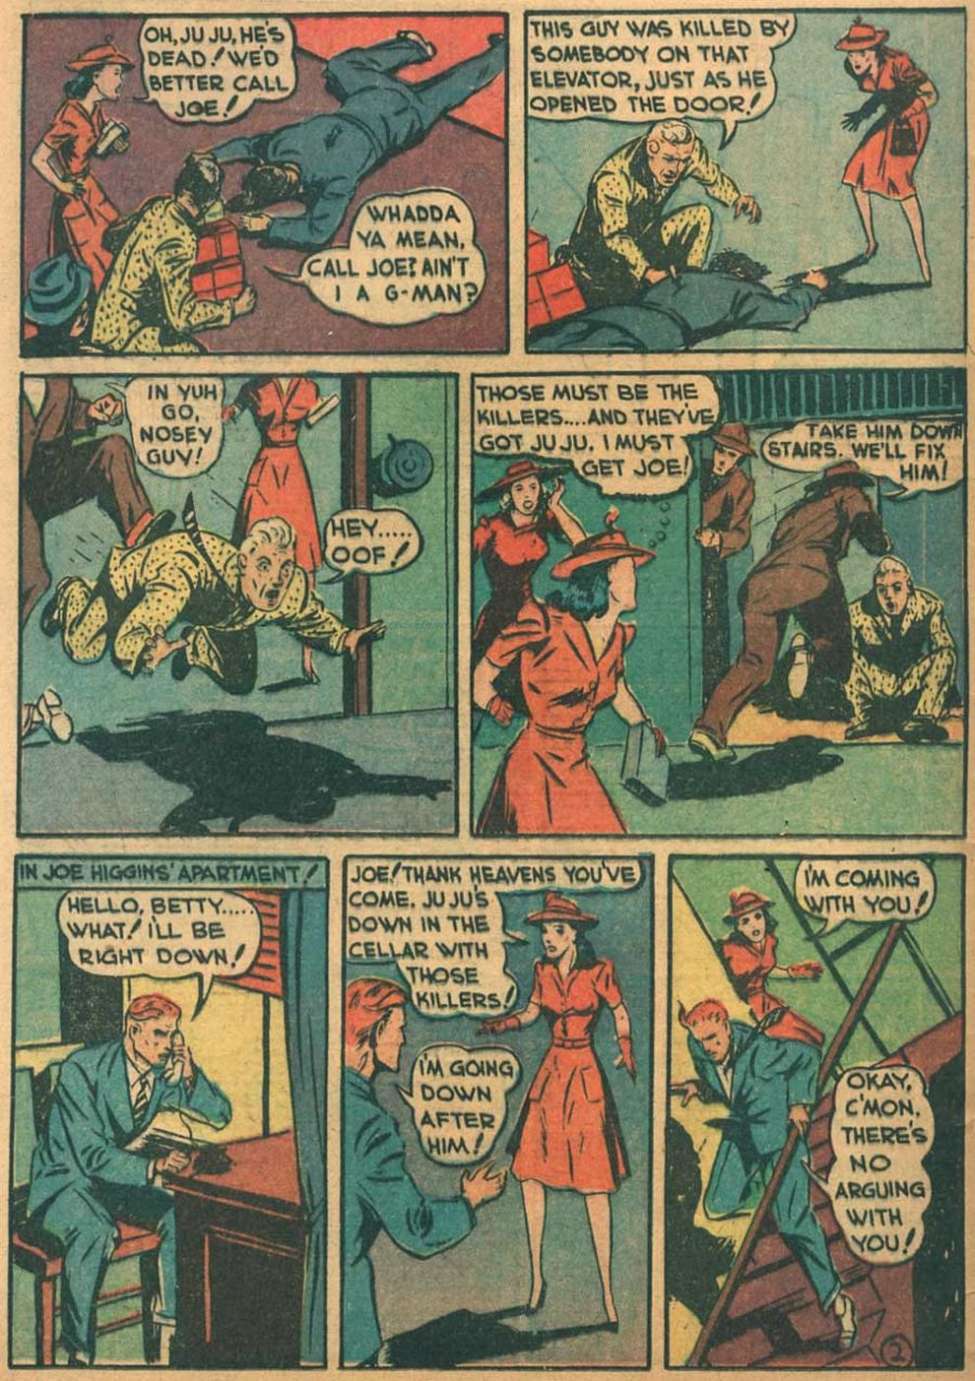 OH, JU JU, HE'S
DEAD! WE'D
BETTER CALL
JOE!
WHADDA
YA MEAN,
CALL JOE? AIN'T
I A G-MAN?
THIS GUY WAS KILLED BY
SOMEBODY ON THAT
ELEVATOR, JUST AS HE
OPENED THE DOOR!
IN YUH
GO,
NOSEY
GUY!
HEY.....
OOF!
THOSE MUST BE THE
KILLERS....AND THEY'VE
GOT JU JU. I MUST
GET JOE!
TAKE HIM DOWN
STAIRS. WE'LL FIX
HIM!
IN JOE HIGGINS' APARTMENT!
HELLO, BETTY.....
WHAT! I'LL BE
RIGHT DOWN!
JOE! THANK HEAVENS YOU'VE
COME. JU JU'S
DOWN IN THE
CELLAR WITH
THOSE
KILLERS!
I'M GOING
DOWN
AFTER
HIM!
I'M COMING
WITH YOU!
OKAY,
C'MON.
THERE'S
NO
ARGUING
WITH
YOU!
2